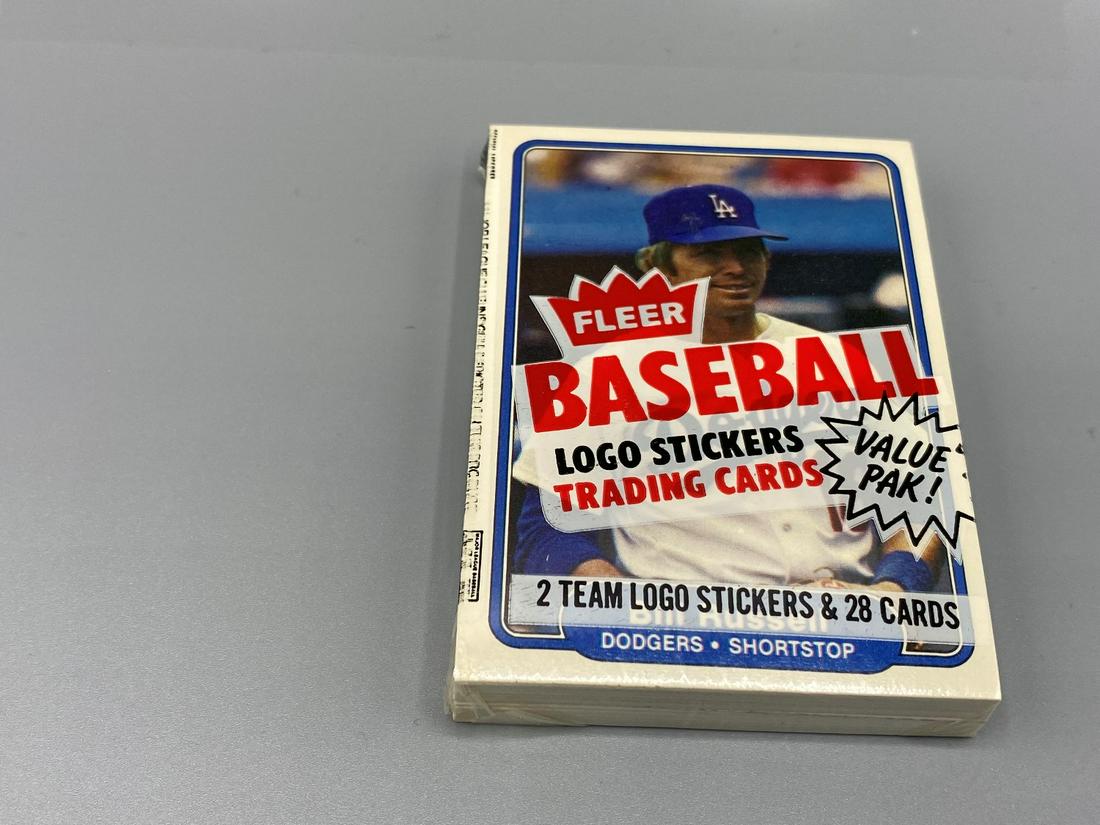 LA
FLEER
BASEBALL
LOGO STICKERS
TRADING CARDS
VALUE
PAK!
2 TEAM LOGO STICKERS & 28 CARDS
Bill Russell
DODGERS • SHORTSTOP